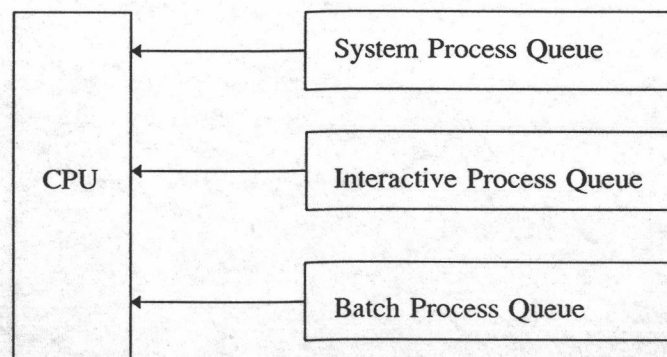 System Process Queue
CPU
Interactive Process Queue
Batch Process Queue